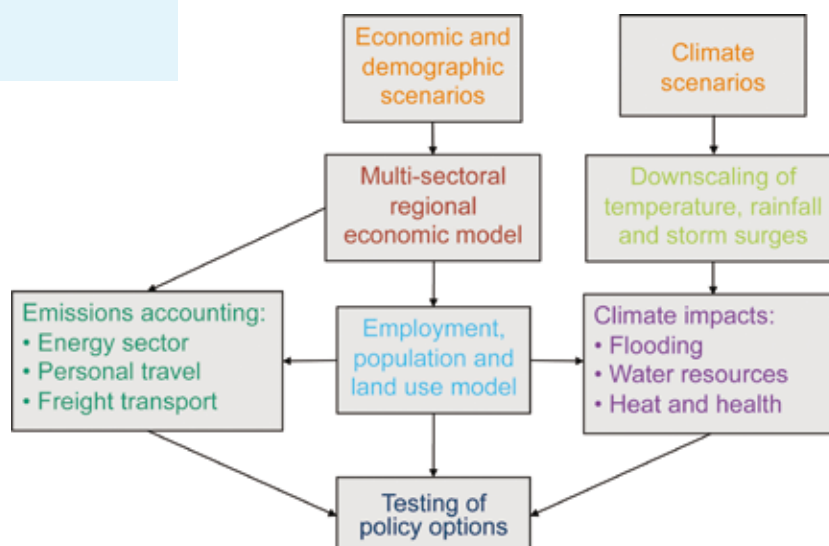 Economic and
demographic
scenarios
Climate
scenarios
Multi-sectoral
regional
economic model
Downscaling of
temperature, rainfall
and storm surges
Emissions accounting:
• Energy sector
• Personal travel
• Freight transport
Employment,
population and
land use model
Climate impacts:
• Flooding
• Water resources
• Heat and health
Testing of
policy options